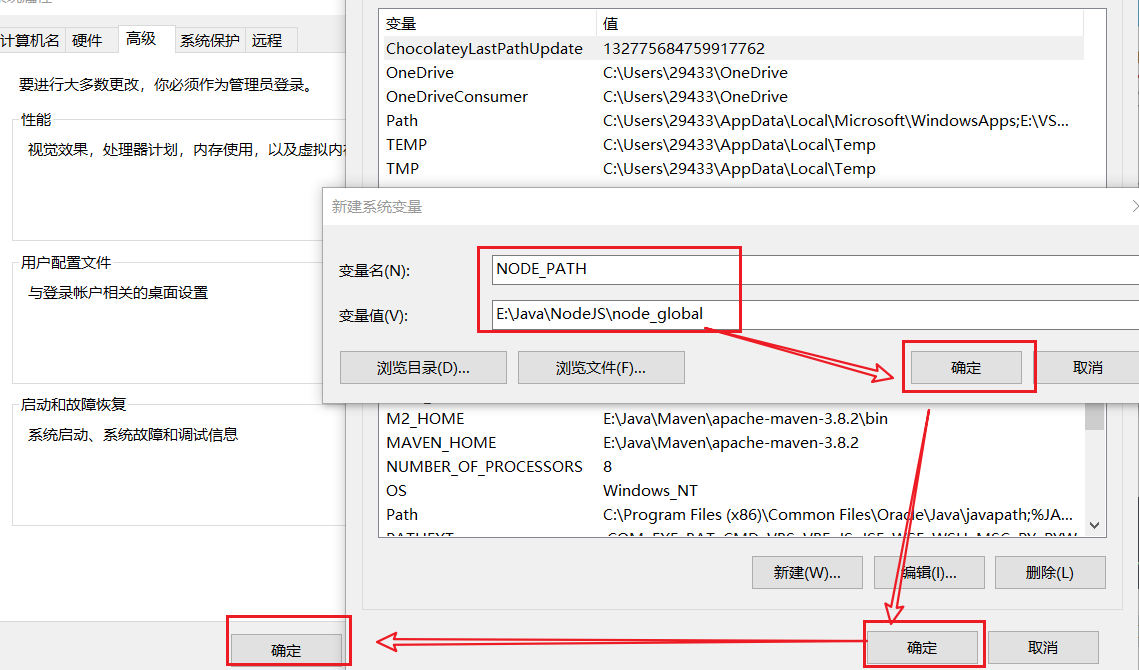 计算机名 硬件 高级 系统保护 远程
要进行大多数更改，你必须作为管理员登录。
性能
视觉效果，处理器计划，内存使用，以及虚拟内存
用户配置文件
与登录帐户相关的桌面设置
启动和故障恢复
系统启动、系统故障和调试信息
确定
变量 值
ChocolateyLastPathUpdate 132775684759917762
OneDrive C:\Users\29433\OneDrive
OneDriveConsumer C:\Users\29433\OneDrive
Path C:\Users\29433\AppData\Local\Microsoft\WindowsApps;E:\VS...
TEMP C:\Users\29433\AppData\Local\Temp
TMP C:\Users\29433\AppData\Local\Temp
新建系统变量
变量名(N): NODE_PATH
变量值(V): E:\Java\NodeJS\node_global
浏览目录(D)... 浏览文件(F)... 确定 取消
M2_HOME E:\Java\Maven\apache-maven-3.8.2\bin
MAVEN_HOME E:\Java\Maven\apache-maven-3.8.2
NUMBER_OF_PROCESSORS 8
OS Windows_NT
Path C:\Program Files (x86)\Common Files\Oracle\Java\javapath;%JA...
新建(W)... 编辑(I)... 删除(L)
确定 取消